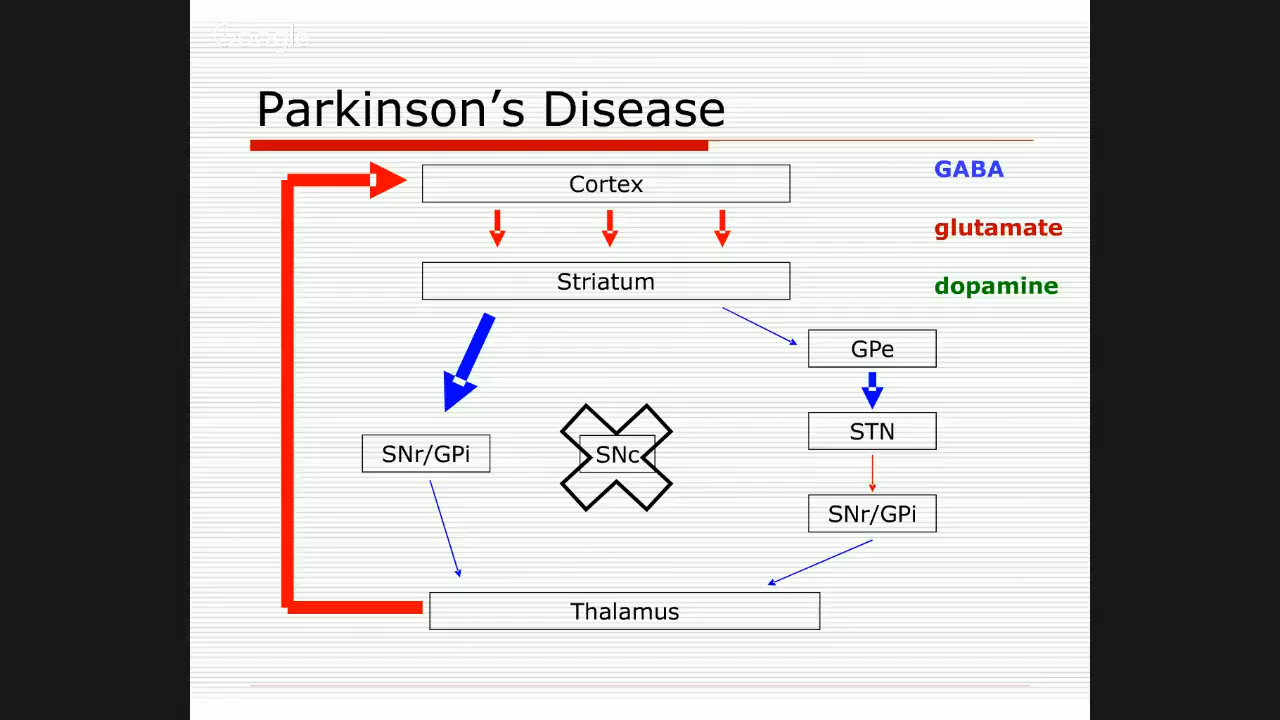 Google
Parkinson’s Disease
GABA
Cortex
glutamate
Striatum
dopamine
GPe
STN
SNr/GPi
SNc
SNr/GPi
Thalamus